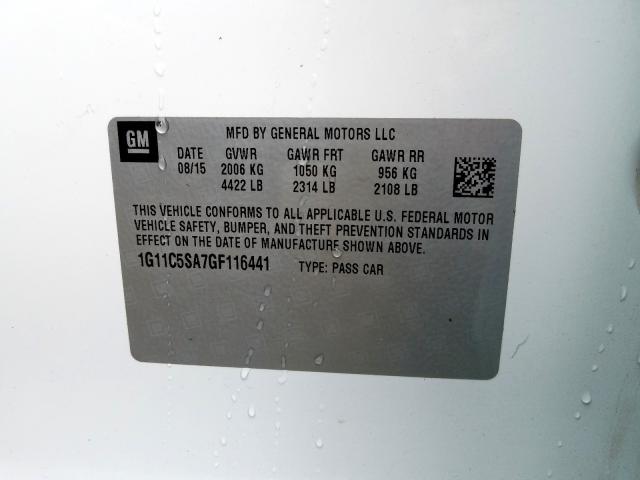 GM
MFD BY GENERAL MOTORS LLC
DATE GVWR GAWR FRT GAWR RR
08/15 2006 KG 1050 KG 956 KG
4422 LB 2314 LB 2108 LB
THIS VEHICLE CONFORMS TO ALL APPLICABLE U.S. FEDERAL MOTOR
VEHICLE SAFETY, BUMPER, AND THEFT PREVENTION STANDARDS IN
EFFECT ON THE DATE OF MANUFACTURE SHOWN ABOVE.
1G11C5SA7GF116441 TYPE: PASS CAR